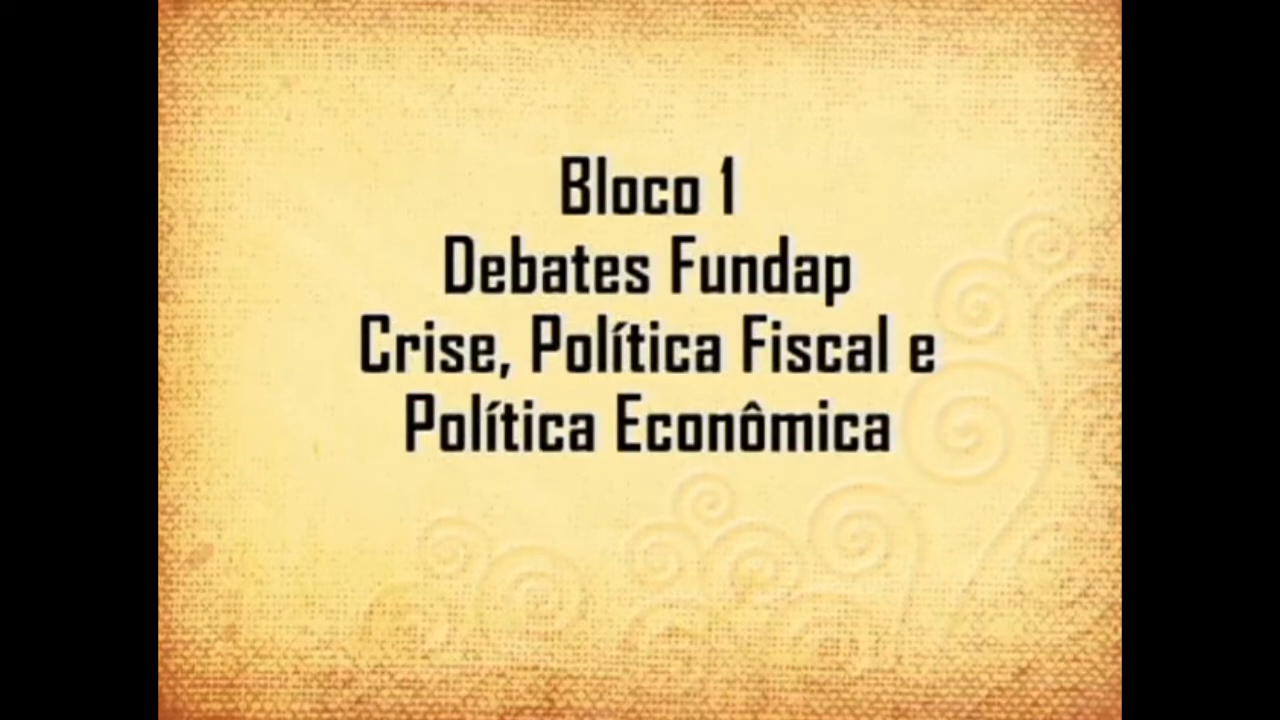 Bloco 1
Debates Fundap
Crise, Política Fiscal e
Política Econômica